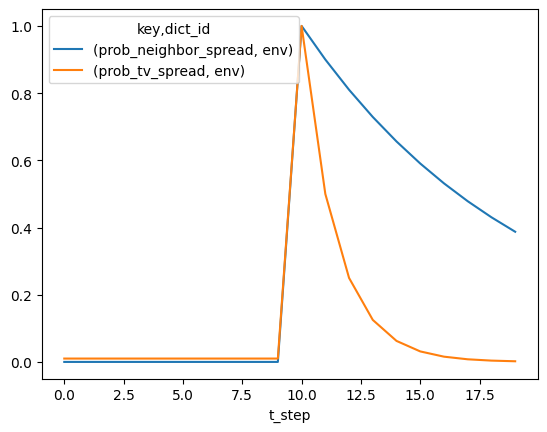 key,dict_id
(prob_neighbor_spread, env)
(prob_tv_spread, env)
1.0
0.8
0.6
0.4
0.2
0.0
0.0 2.5 5.0 7.5 10.0 12.5 15.0 17.5
t_step